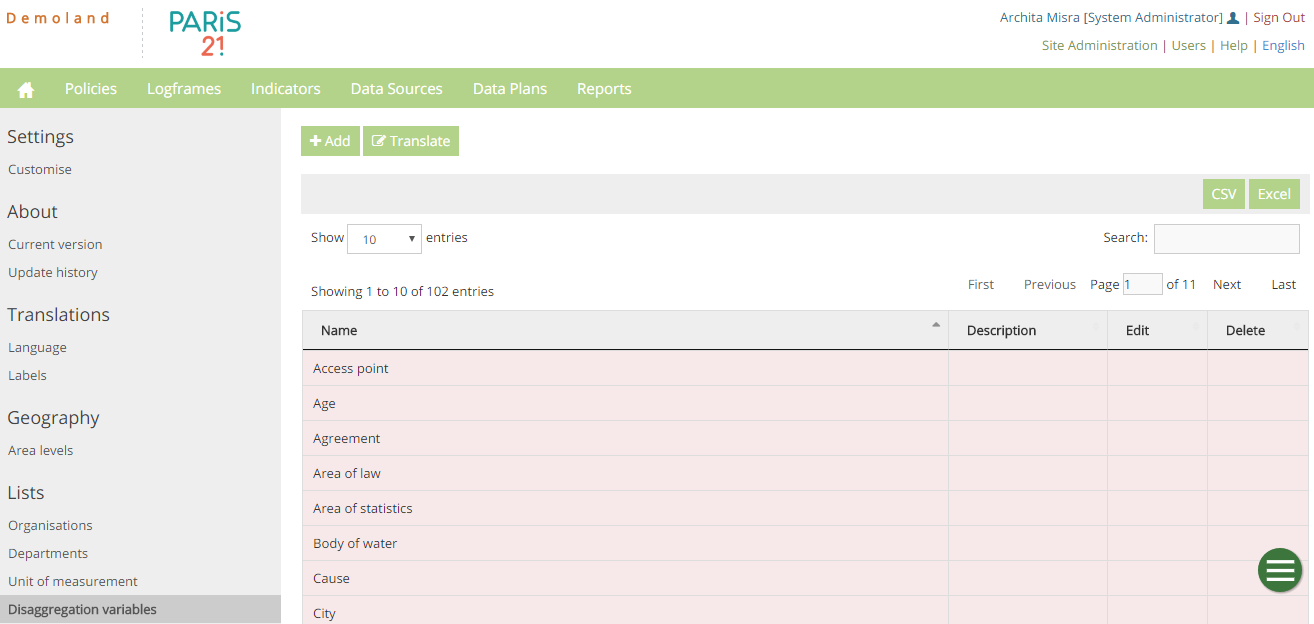 Demoland
PARiS
21
Archita Misra [System Administrator] | Sign Out
Site Administration | Users | Help | English
Policies Logframes Indicators Data Sources Data Plans Reports
Settings
Customise
About
Current version
Update history
Translations
Language
Labels
Geography
Area levels
Lists
Organisations
Departments
Unit of measurement
Disaggregation variables
Add Translate
CSV Excel
Show 10 entries Search:
Showing 1 to 10 of 102 entries First Previous Page 1 of 11 Next Last
Name Description Edit Delete
Access point
Age
Agreement
Area of law
Area of statistics
Body of water
Cause
City